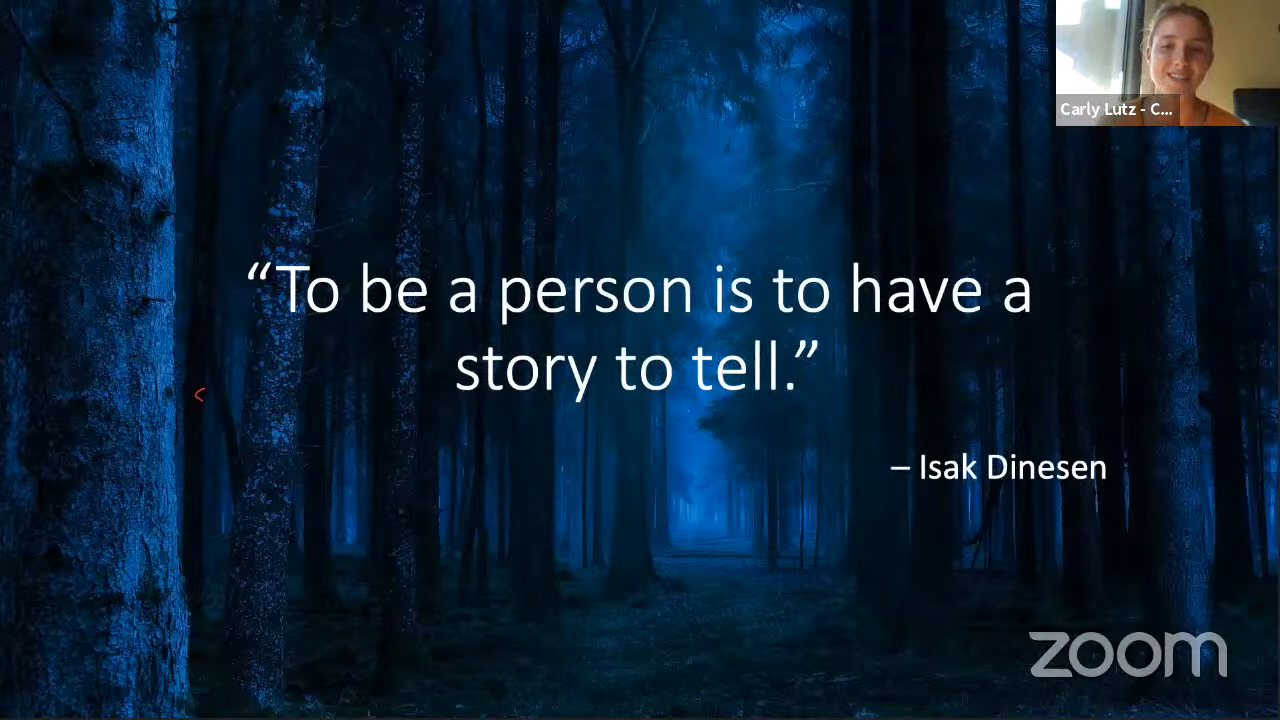 Carly Lutz - C...
“To be a person is to have a
story to tell.”
– Isak Dinesen
zoom